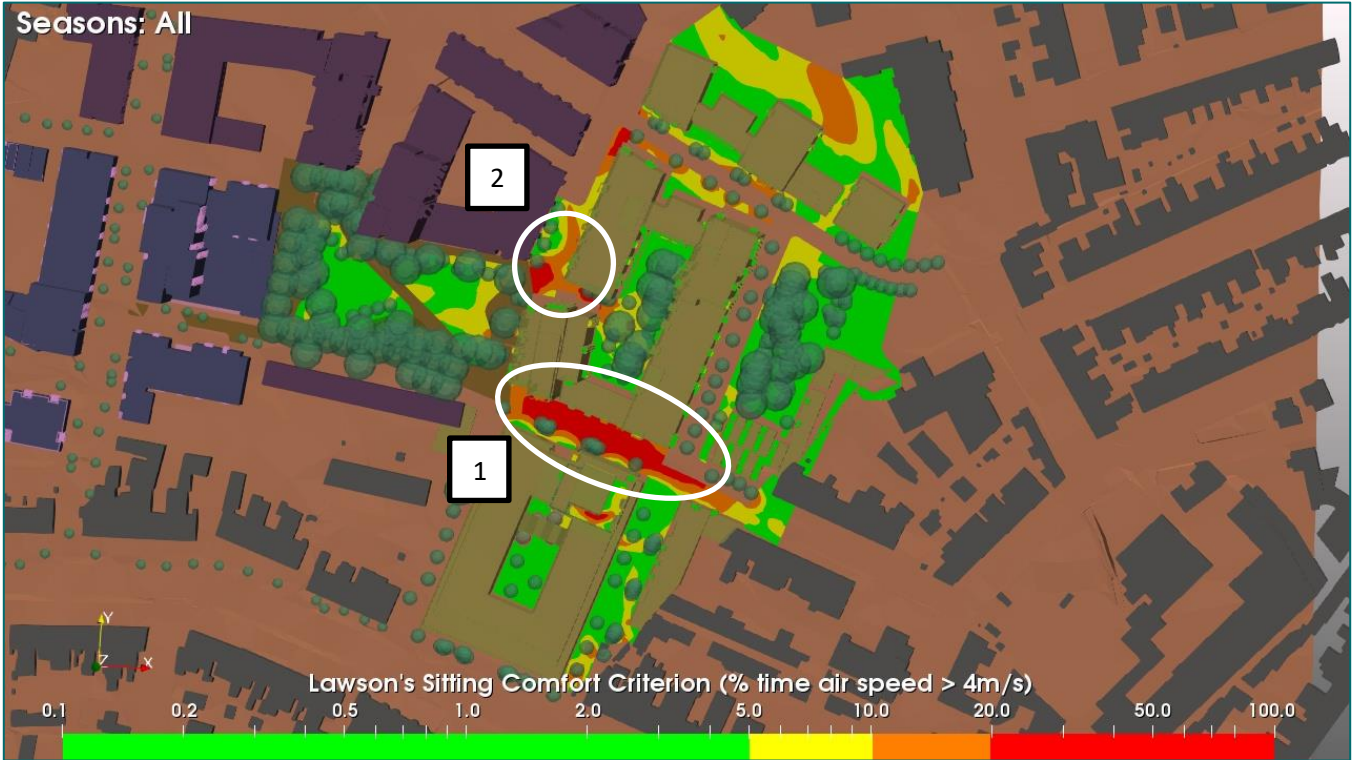 Seasons: All
2
1
Y
Z X
Lawson's Sitting Comfort Criterion (% time air speed > 4m/s)
0.1 0.2 0.5 1.0 2.0 5.0 10.0 20.0 50.0 100.0